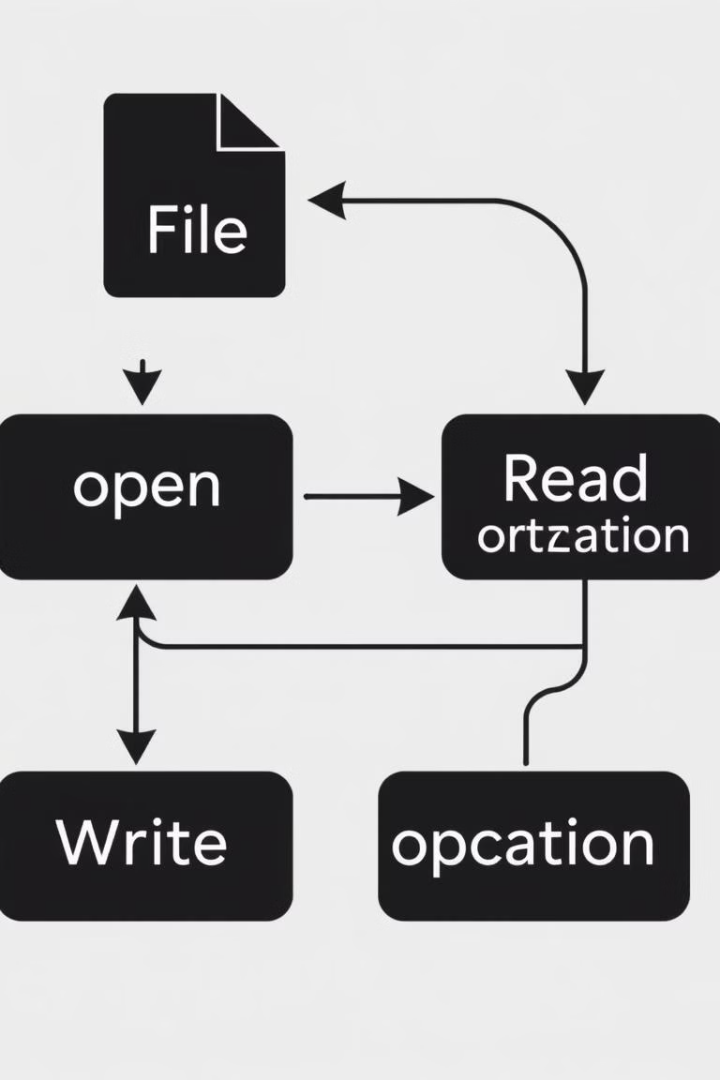 File
open
Read
ortzation
Write
opcation